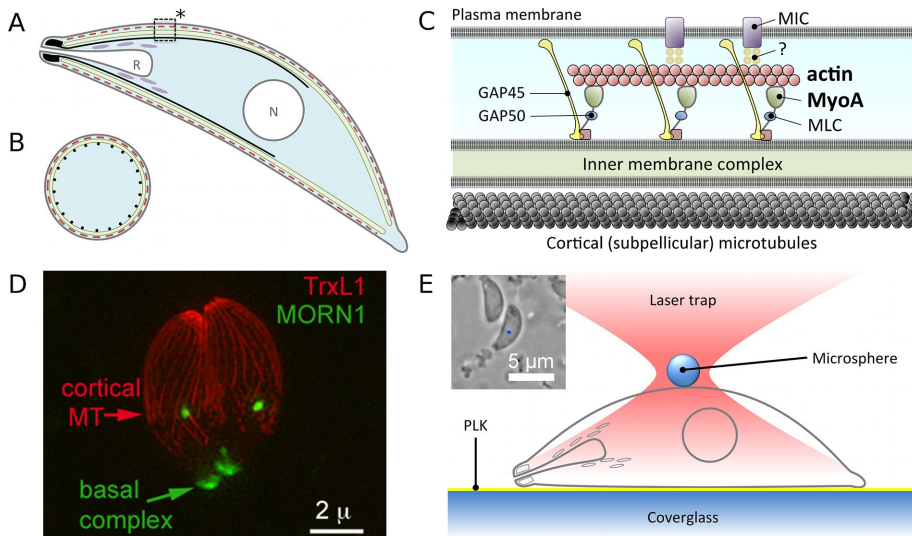 A
*
R
N
B
C
Plasma membrane
MIC
?
actin
GAP45
MyoA
GAP50
MLC
Inner membrane complex
Cortical (subpellicular) microtubules
D
TrxL1
MORN1
cortical
MT
basal
complex
2 μ
E
Laser trap
5 μm
Microsphere
PLK
Coverglass